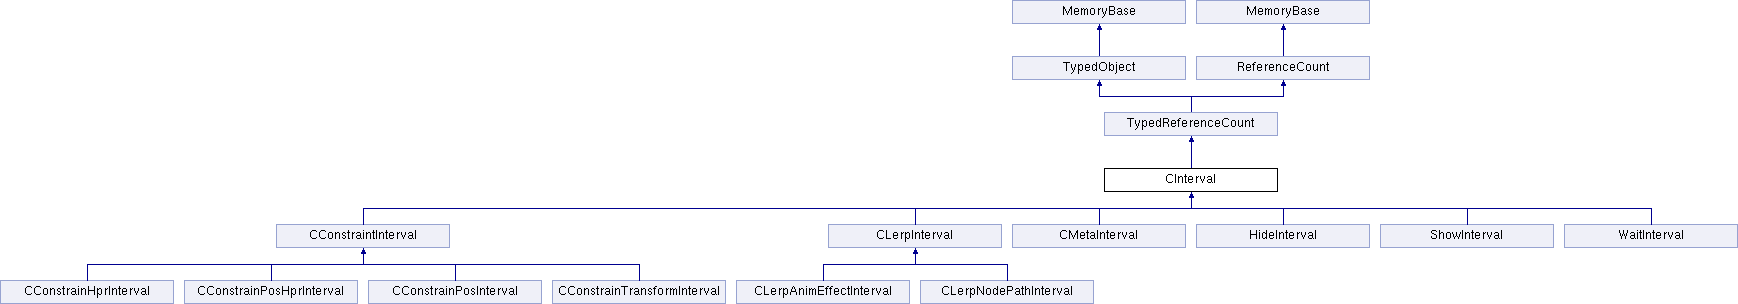 MemoryBase
MemoryBase
TypedObject
ReferenceCount
TypedReferenceCount
CInterval
CConstraintInterval
CLerpInterval
CMetaInterval
HideInterval
ShowInterval
WaitInterval
CConstrainHprInterval
CConstrainPosHprInterval
CConstrainPosInterval
CConstrainTransformInterval
CLerpAnimEffectInterval
CLerpNodePathInterval